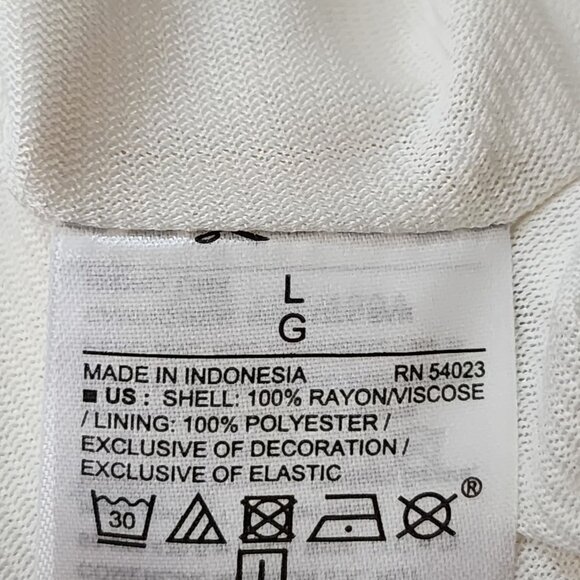 L
G
MADE IN INDONESIA RN 54023
US : SHELL: 100% RAYON/VISCOSE
/ LINING: 100% POLYESTER /
EXCLUSIVE OF DECORATION /
EXCLUSIVE OF ELASTIC
30 ®